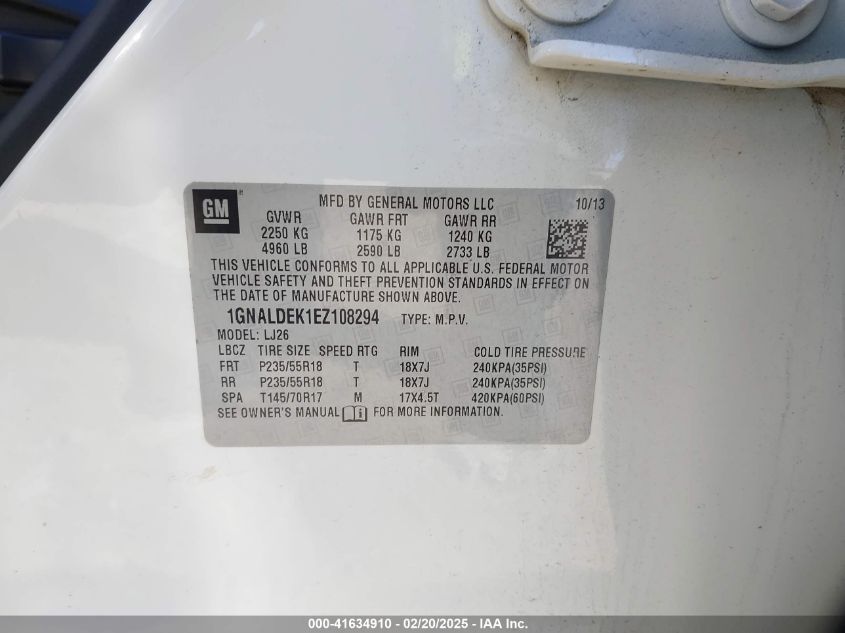 GM
MFD BY GENERAL MOTORS LLC 10/13
GVWR GAWR FRT GAWR RR
2250 KG 1175 KG 1240 KG
4960 LB 2590 LB 2733 LB
THIS VEHICLE CONFORMS TO ALL APPLICABLE U.S. FEDERAL MOTOR
VEHICLE SAFETY AND THEFT PREVENTION STANDARDS IN EFFECT ON
THE DATE OF MANUFACTURE SHOWN ABOVE.
1GNALDEK1EZ108294 TYPE: M.P.V.
MODEL: LJ26
LBCZ TIRE SIZE SPEED RTG RIM COLD TIRE PRESSURE
FRT P235/55R18 T 18X7J 240KPA(35PSI)
RR P235/55R18 T 18X7J 240KPA(35PSI)
SPA T145/70R17 M 17X4.5T 420KPA(60PSI)
SEE OWNER'S MANUAL FOR MORE INFORMATION.
000-41634910 - 02/20/2025 - IAA Inc.